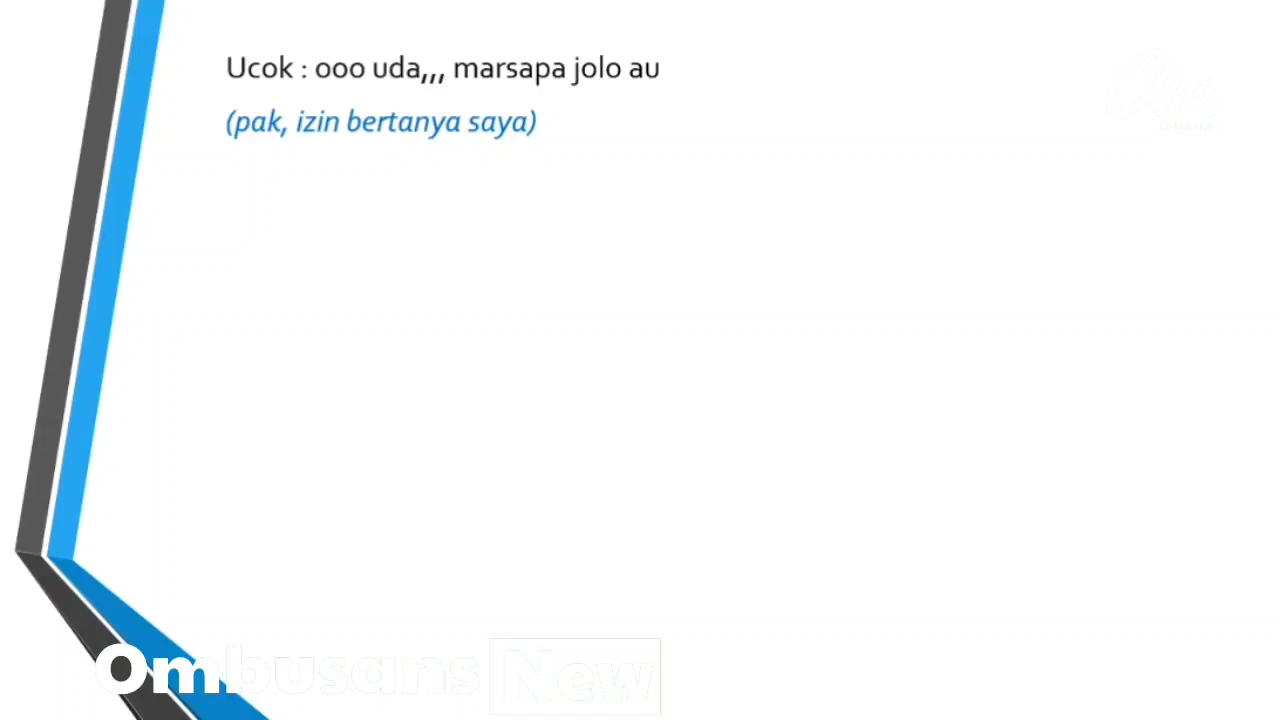 Ucok : ooo uda,,, marsapa jolo au
(pak, izin bertanya saya)
Ombusans New